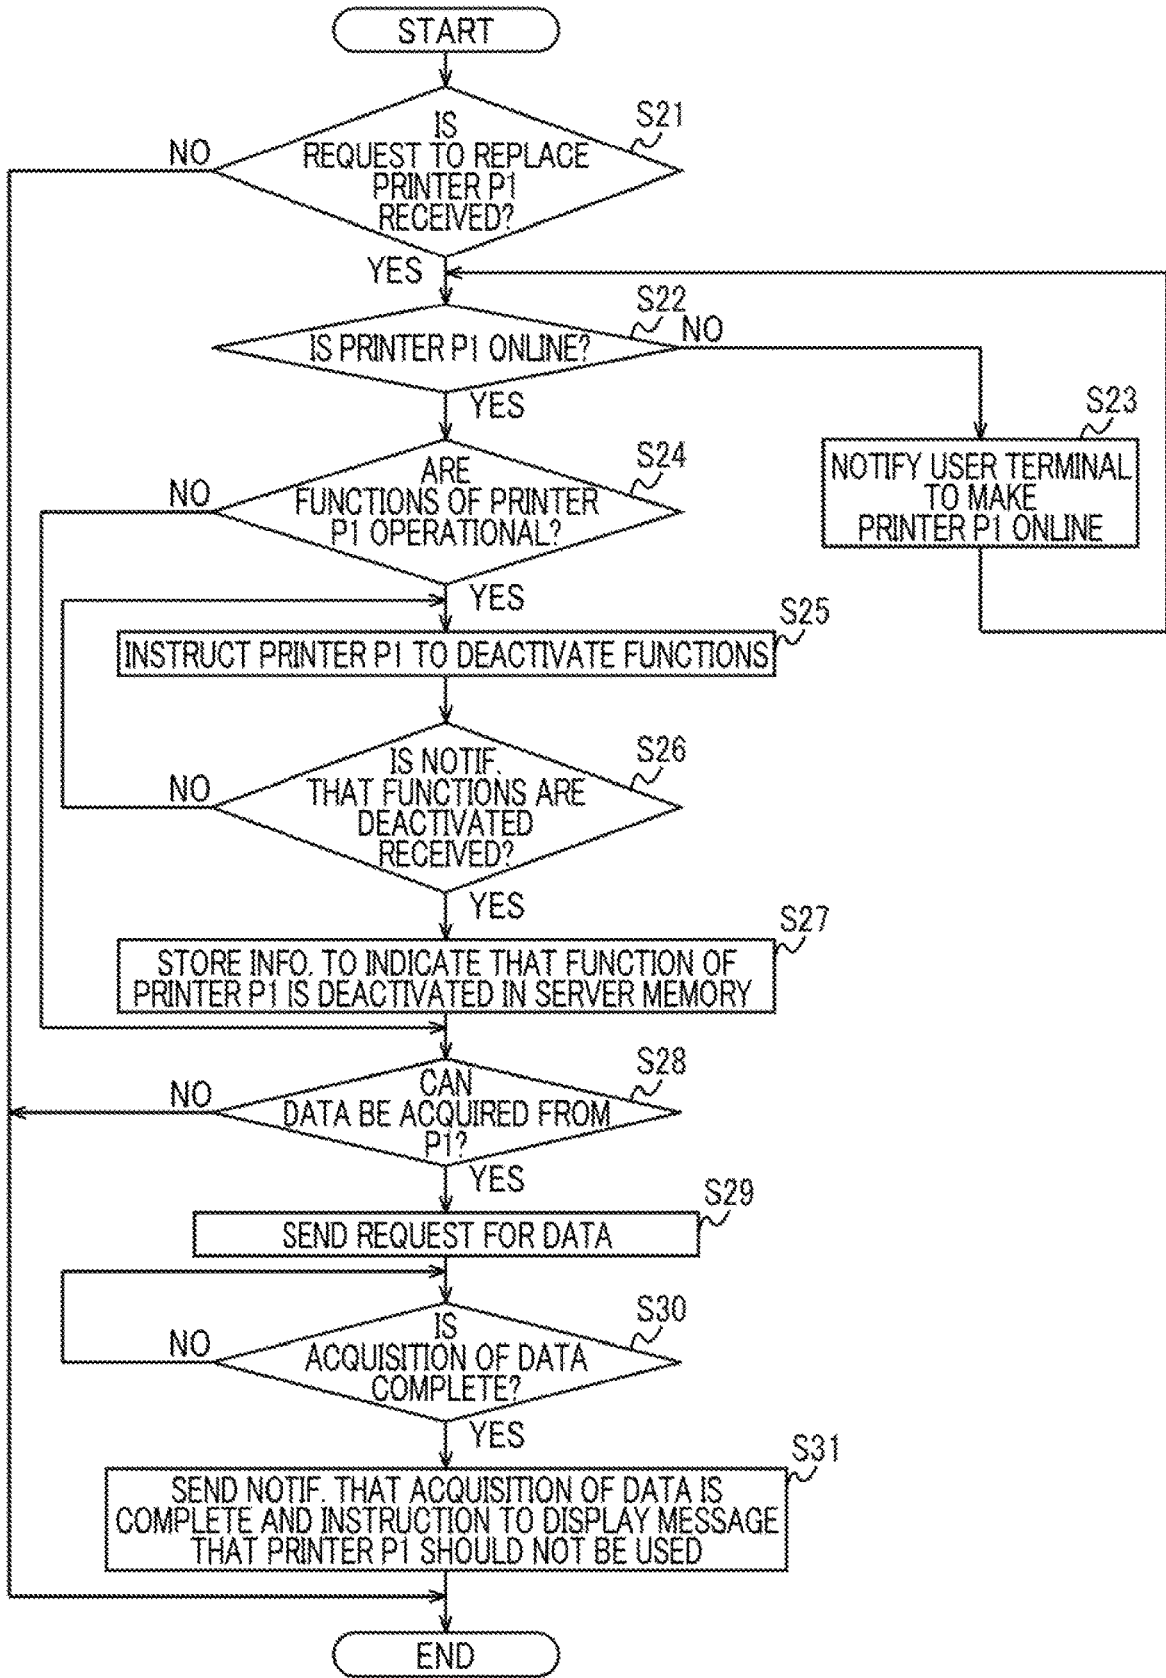 START
S21
IS
REQUEST TO REPLACE
PRINTER P1
RECEIVED?
NO
YES
S22
IS PRINTER P1 ONLINE?
NO
YES
S23
NOTIFY USER TERMINAL
TO MAKE
PRINTER P1 ONLINE
S24
ARE
FUNCTIONS OF PRINTER
P1 OPERATIONAL?
NO
YES
S25
INSTRUCT PRINTER P1 TO DEACTIVATE FUNCTIONS
S26
IS NOTIF.
THAT FUNCTIONS ARE
DEACTIVATED
RECEIVED?
NO
YES
S27
STORE INFO. TO INDICATE THAT FUNCTION OF
PRINTER P1 IS DEACTIVATED IN SERVER MEMORY
S28
CAN
DATA BE ACQUIRED FROM
P1?
NO
YES
S29
SEND REQUEST FOR DATA
S30
IS
ACQUISITION OF DATA
COMPLETE?
NO
YES
S31
SEND NOTIF. THAT ACQUISITION OF DATA IS
COMPLETE AND INSTRUCTION TO DISPLAY MESSAGE
THAT PRINTER P1 SHOULD NOT BE USED
END